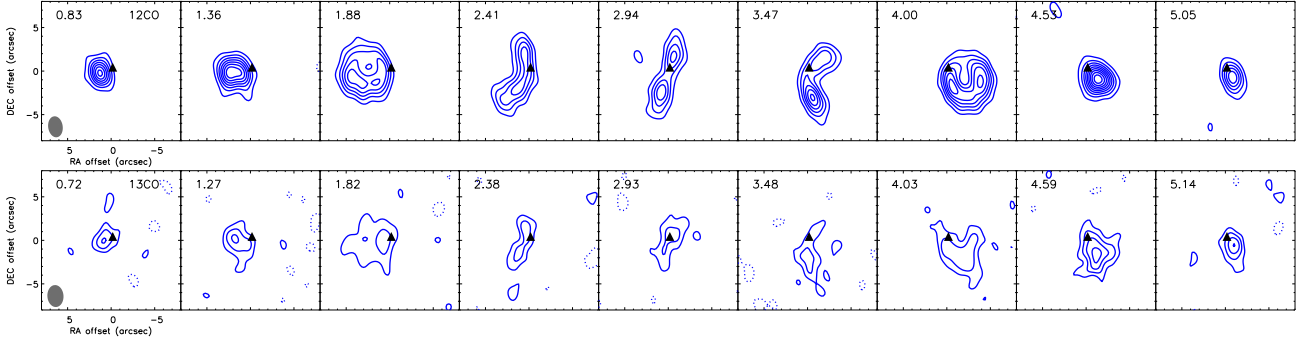 0.83 12CO 1.36 1.88 2.41 2.94 3.47 4.00 4.53 5.05
5
0
-5
DEC offset (arcsec)
5 0 -5
RA offset (arcsec)
0.72 13CO 1.27 1.82 2.38 2.93 3.48 4.03 4.59 5.14
5
0
-5
DEC offset (arcsec)
5 0 -5
RA offset (arcsec)